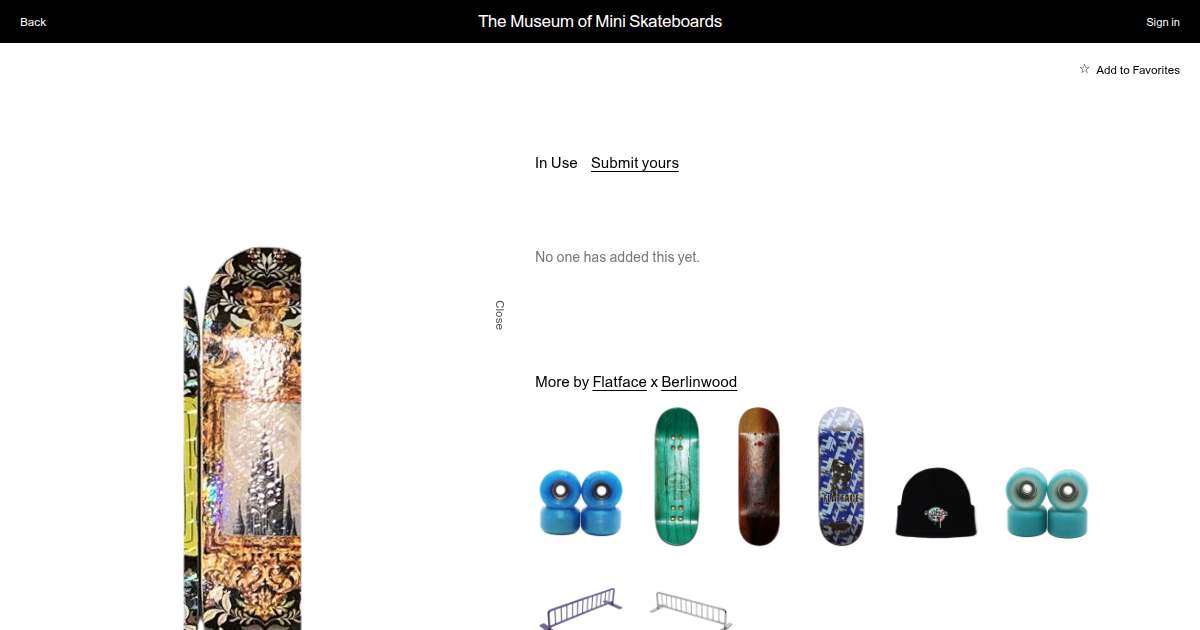 Back
The Museum of Mini Skateboards
Sign in
☆ Add to Favorites
In Use Submit yours
No one has added this yet.
Close
More by Flatface x Berlinwood
FLATFACE